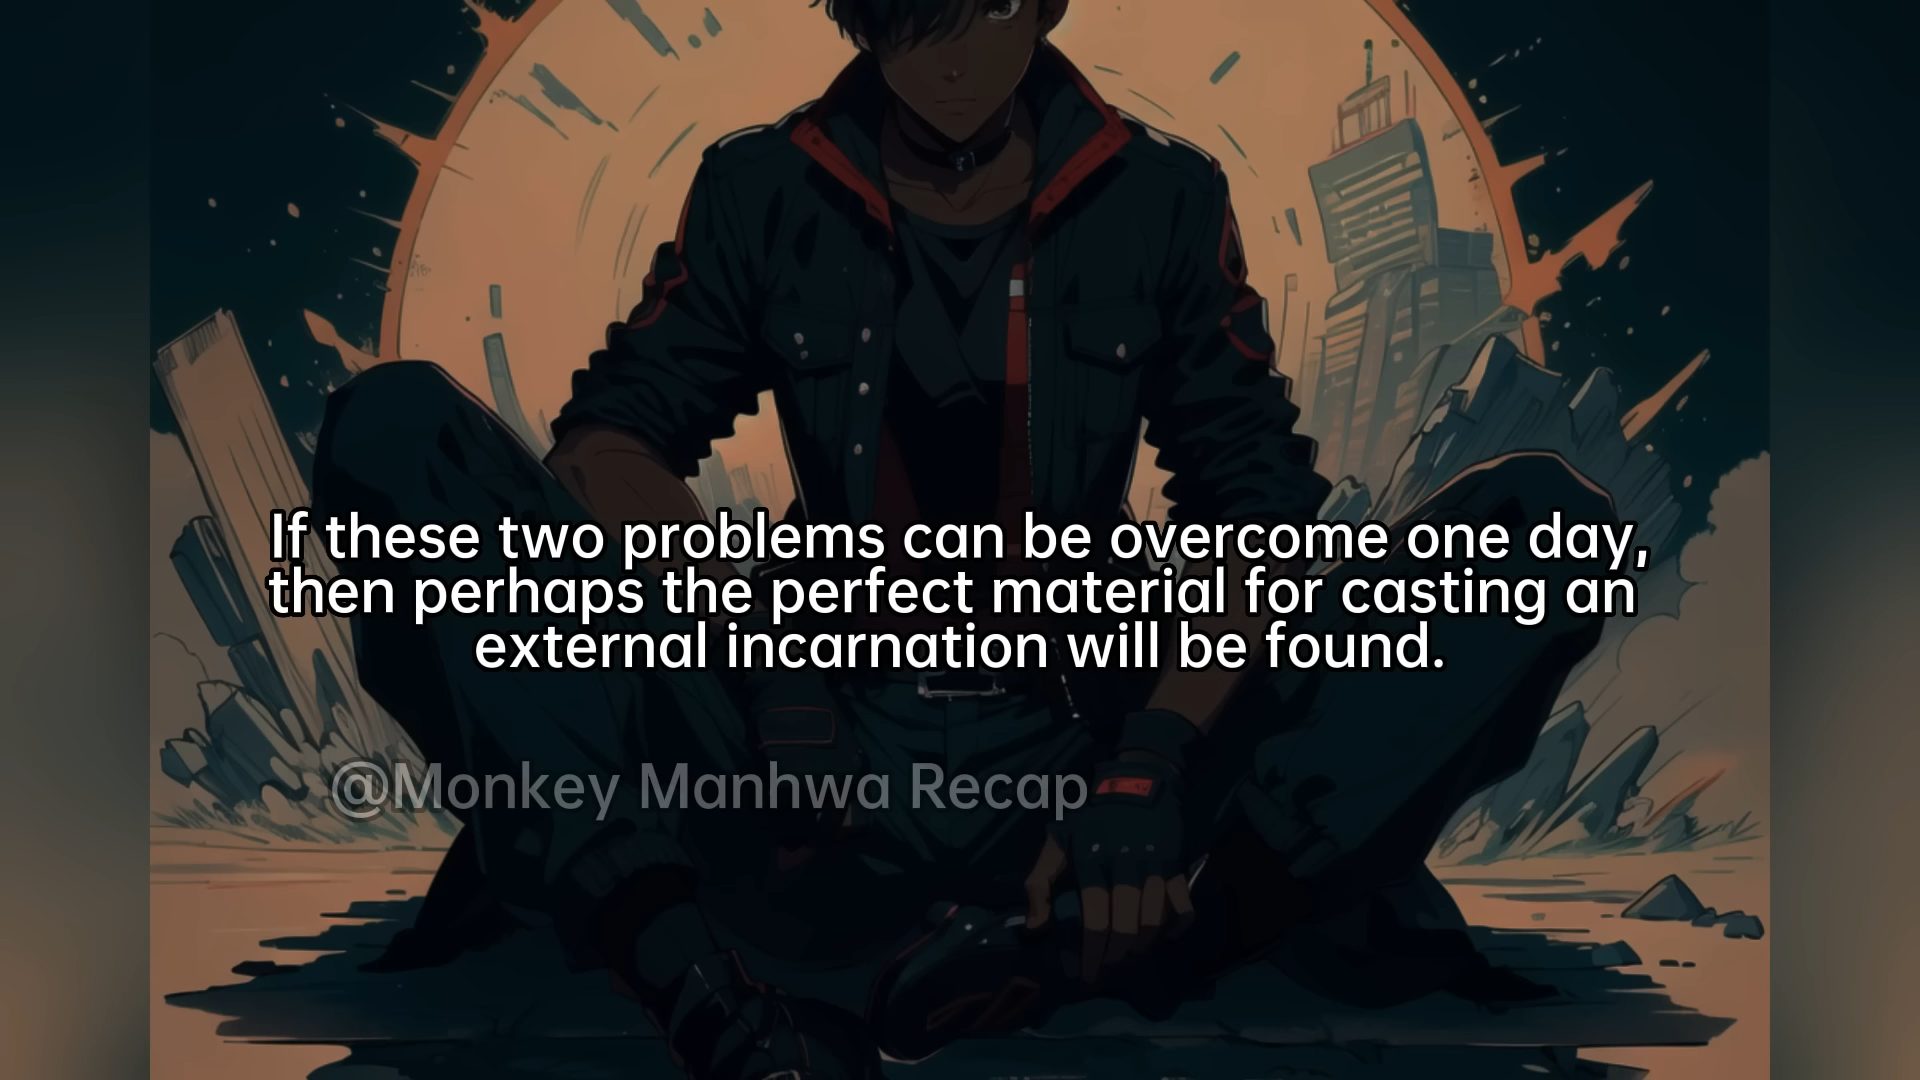 If these two problems can be overcome one day,
then perhaps the perfect material for casting an
external incarnation will be found.
@Monkey Manhwa Recap